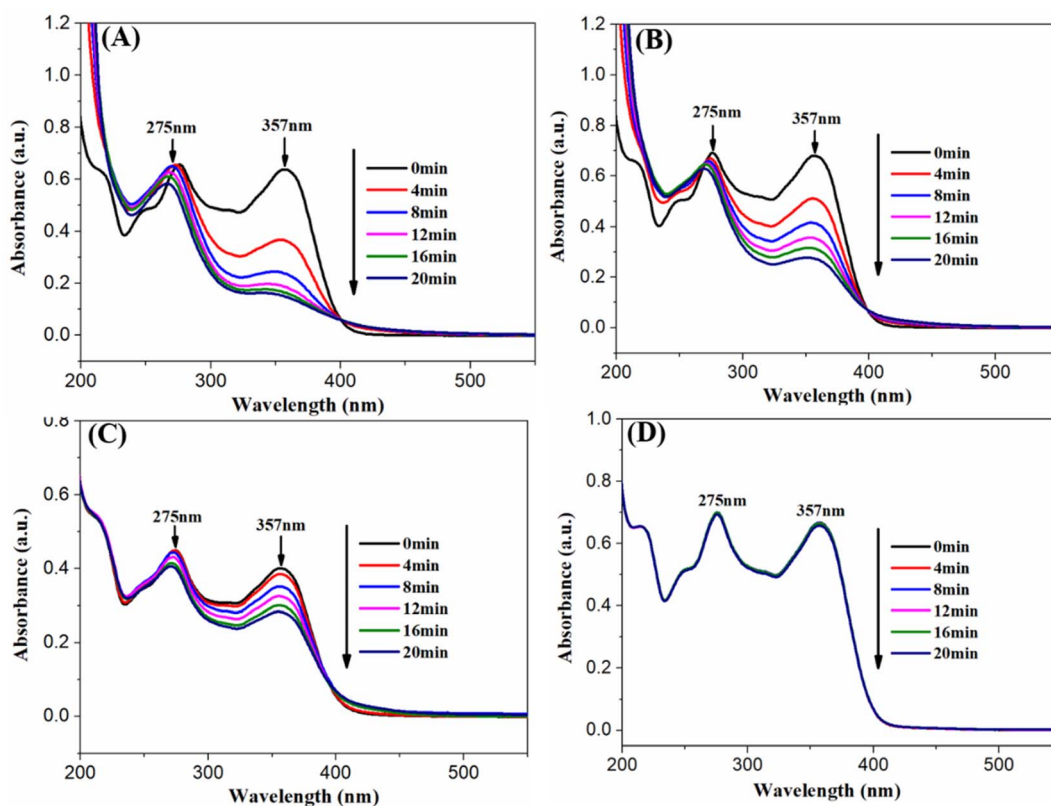 (A)
1.2
1.0
0.8
0.6
0.4
0.2
0.0
Absorbance (a.u.)
275nm
357nm
0min
4min
8min
12min
16min
20min
200 300 400 500
Wavelength (nm)
(B)
1.2
1.0
0.8
0.6
0.4
0.2
0.0
Absorbance (a.u.)
275nm
357nm
0min
4min
8min
12min
16min
20min
200 300 400 500
Wavelength (nm)
(C)
0.8
0.6
0.4
0.2
0.0
Absorbance (a.u.)
275nm
357nm
0min
4min
8min
12min
16min
20min
200 300 400 500
Wavelength (nm)
(D)
1.0
0.8
0.6
0.4
0.2
0.0
Absorbance (a.u.)
275nm
357nm
0min
4min
8min
12min
16min
20min
200 300 400 500
Wavelength (nm)